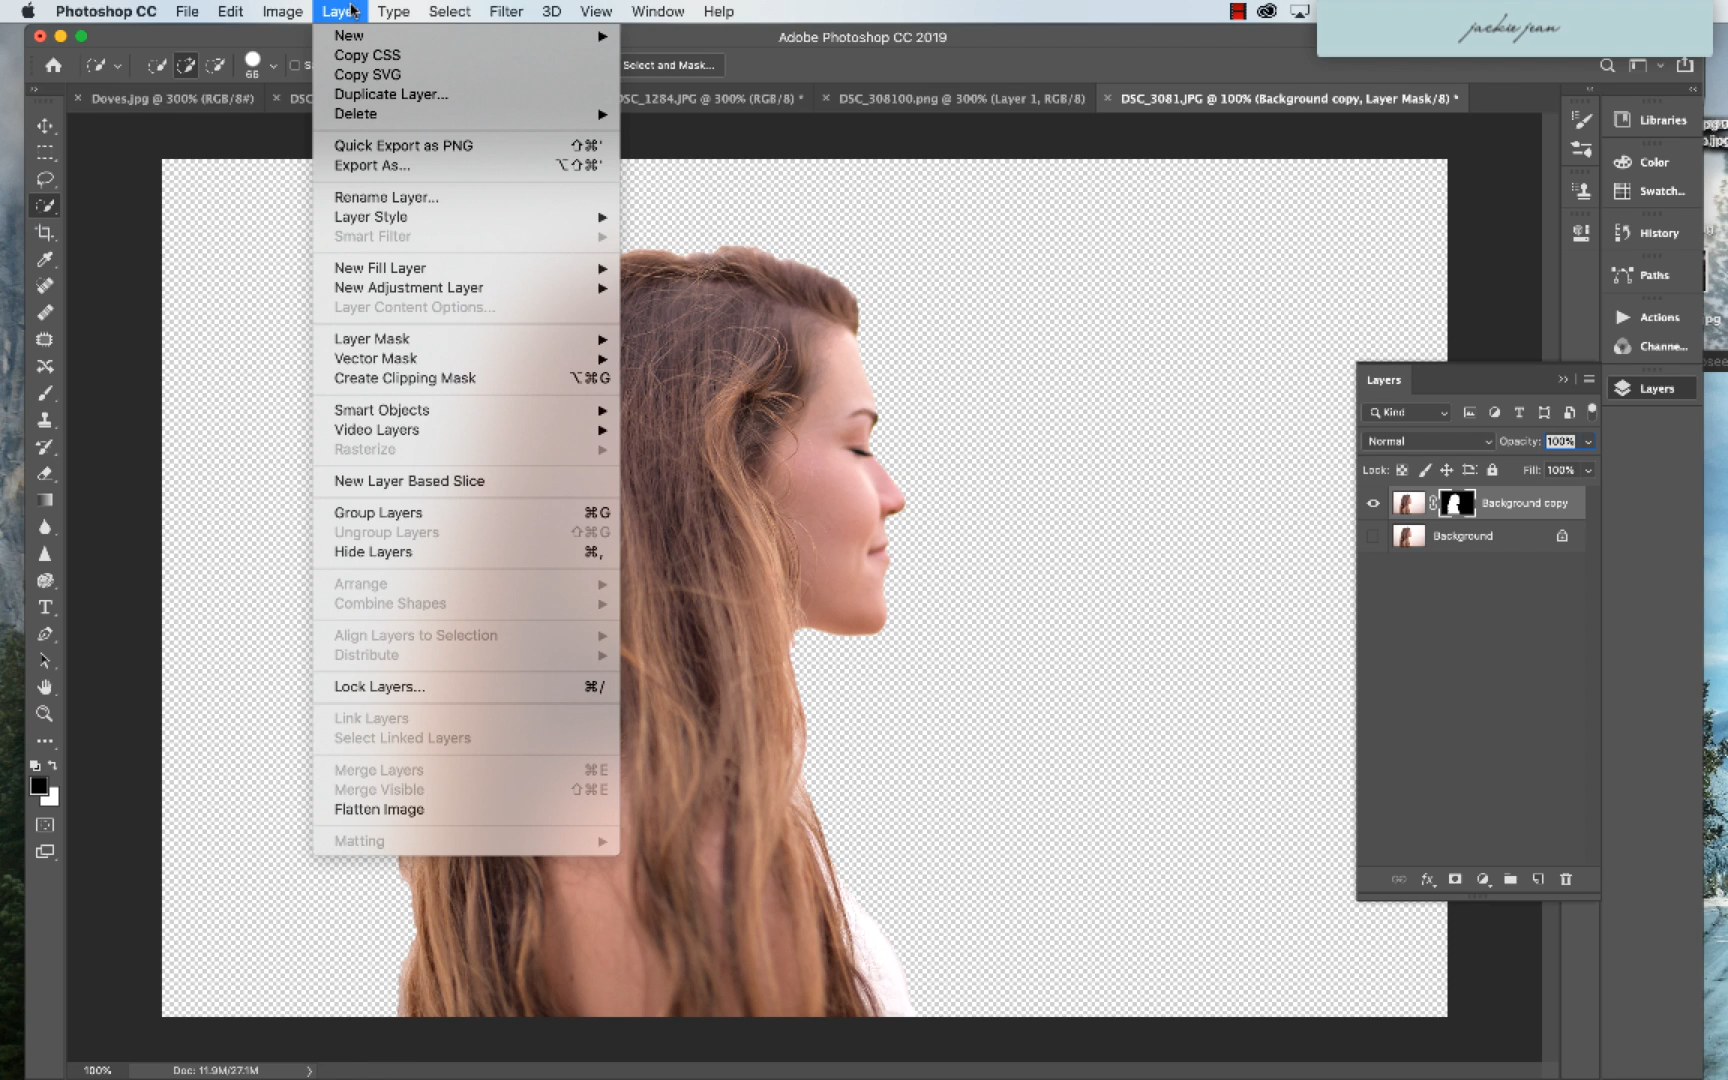 Photoshop CC File Edit Image Layer Type Select Filter 3D View Window Help
jackie jean
Adobe Photoshop CC 2019
66
S
Select and Mask...
Doves.jpg @ 300% (RGB/8#)
DSC
DSC_1284.JPG @ 300% (RGB/8) *
DSC_308100.png @ 300% (Layer 1, RGB/8)
DSC_3081.JPG @ 100% (Background copy, Layer Mask/8) *
New
Copy CSS
Copy SVG
Duplicate Layer...
Delete
Quick Export as PNG ⇧⌘'
Export As... ⌥⇧⌘'
Rename Layer...
Layer Style
Smart Filter
New Fill Layer
New Adjustment Layer
Layer Content Options...
Layer Mask
Vector Mask
Create Clipping Mask ⌥⌘G
Smart Objects
Video Layers
Rasterize
New Layer Based Slice
Group Layers ⌘G
Ungroup Layers ⇧⌘G
Hide Layers ⌘,
Arrange
Combine Shapes
Align Layers to Selection
Distribute
Lock Layers... ⌘/
Link Layers
Select Linked Layers
Merge Layers ⌘E
Merge Visible ⇧⌘E
Flatten Image
Matting
Libraries
Color
Swatch...
History
Paths
Actions
Channe...
Layers
Layers
Kind
Normal Opacity: 100%
Lock: Fill: 100%
Background copy
Background
fx
100% Doc: 11.9M/27.1M